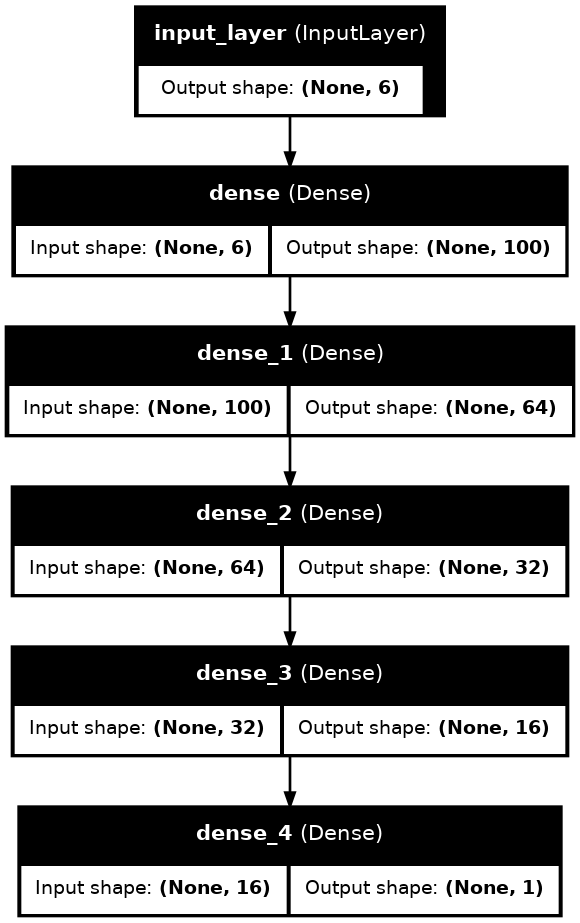 input_layer (InputLayer)
Output shape: (None, 6)
dense (Dense)
Input shape: (None, 6) Output shape: (None, 100)
dense_1 (Dense)
Input shape: (None, 100) Output shape: (None, 64)
dense_2 (Dense)
Input shape: (None, 64) Output shape: (None, 32)
dense_3 (Dense)
Input shape: (None, 32) Output shape: (None, 16)
dense_4 (Dense)
Input shape: (None, 16) Output shape: (None, 1)